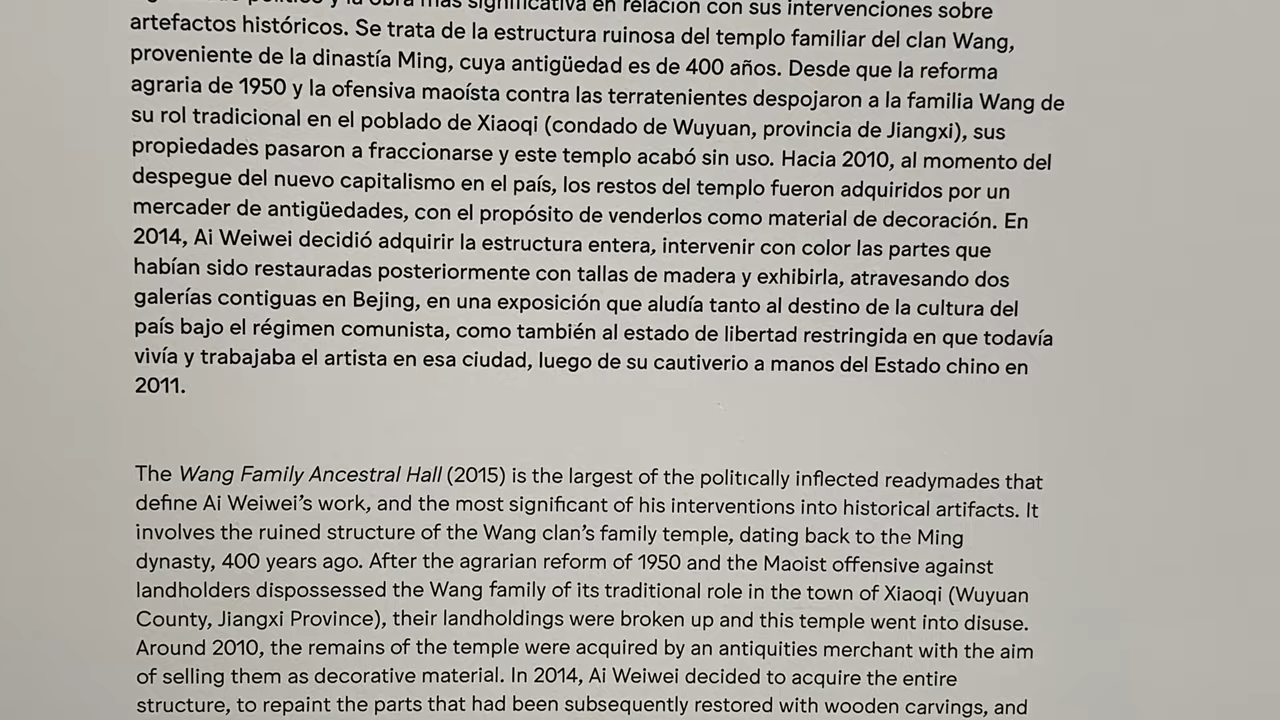 y la obra más significativa en relación con sus intervenciones sobre
artefactos históricos. Se trata de la estructura ruinosa del templo familiar del clan Wang,
proveniente de la dinastía Ming, cuya antigüedad es de 400 años. Desde que la reforma
agraria de 1950 y la ofensiva maoísta contra las terratenientes despojaron a la familia Wang de
su rol tradicional en el poblado de Xiaoqi (condado de Wuyuan, provincia de Jiangxi), sus
propiedades pasaron a fraccionarse y este templo acabó sin uso. Hacia 2010, al momento del
despegue del nuevo capitalismo en el país, los restos del templo fueron adquiridos por un
mercader de antigüedades, con el propósito de venderlos como material de decoración. En
2014, Ai Weiwei decidió adquirir la estructura entera, intervenir con color las partes que
habían sido restauradas posteriormente con tallas de madera y exhibirla, atravesando dos
galerías contiguas en Bejing, en una exposición que aludía tanto al destino de la cultura del
país bajo el régimen comunista, como también al estado de libertad restringida en que todavía
vivía y trabajaba el artista en esa ciudad, luego de su cautiverio a manos del Estado chino en
2011.
The Wang Family Ancestral Hall (2015) is the largest of the politically inflected readymades that
define Ai Weiwei's work, and the most significant of his interventions into historical artifacts. It
involves the ruined structure of the Wang clan's family temple, dating back to the Ming
dynasty, 400 years ago. After the agrarian reform of 1950 and the Maoist offensive against
landholders dispossessed the Wang family of its traditional role in the town of Xiaoqi (Wuyuan
County, Jiangxi Province), their landholdings were broken up and this temple went into disuse.
Around 2010, the remains of the temple were acquired by an antiquities merchant with the aim
of selling them as decorative material. In 2014, Ai Weiwei decided to acquire the entire
structure, to repaint the parts that had been subsequently restored with wooden carvings, and